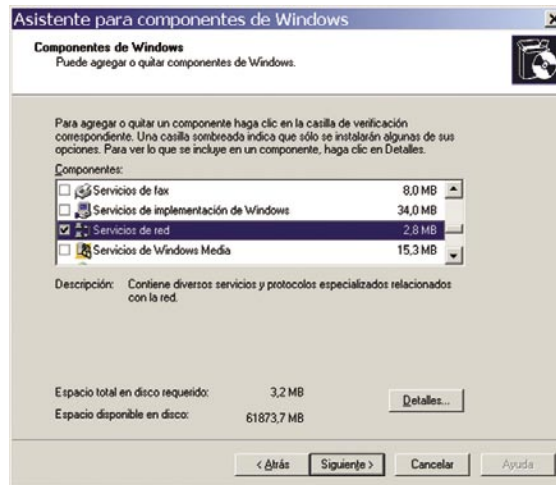 Asistente para componentes de Windows
Componentes de Windows
Puede agregar o quitar componentes de Windows.
Para agregar o quitar un componente haga clic en la casilla de verificación
correspondiente. Una casilla sombreada indica que sólo se instalarán algunas de sus
opciones. Para ver lo que se incluye en un componente, haga clic en Detalles.
Componentes:
Servicios de fax 8,0 MB
Servicios de implementación de Windows 34,0 MB
Servicios de red 2,8 MB
Servicios de Windows Media 15,3 MB
Descripción: Contiene diversos servicios y protocolos especializados relacionados
con la red.
Espacio total en disco requerido: 3,2 MB
Detalles...
Espacio disponible en disco: 61873,7 MB
< Atrás Siguiente > Cancelar Ayuda